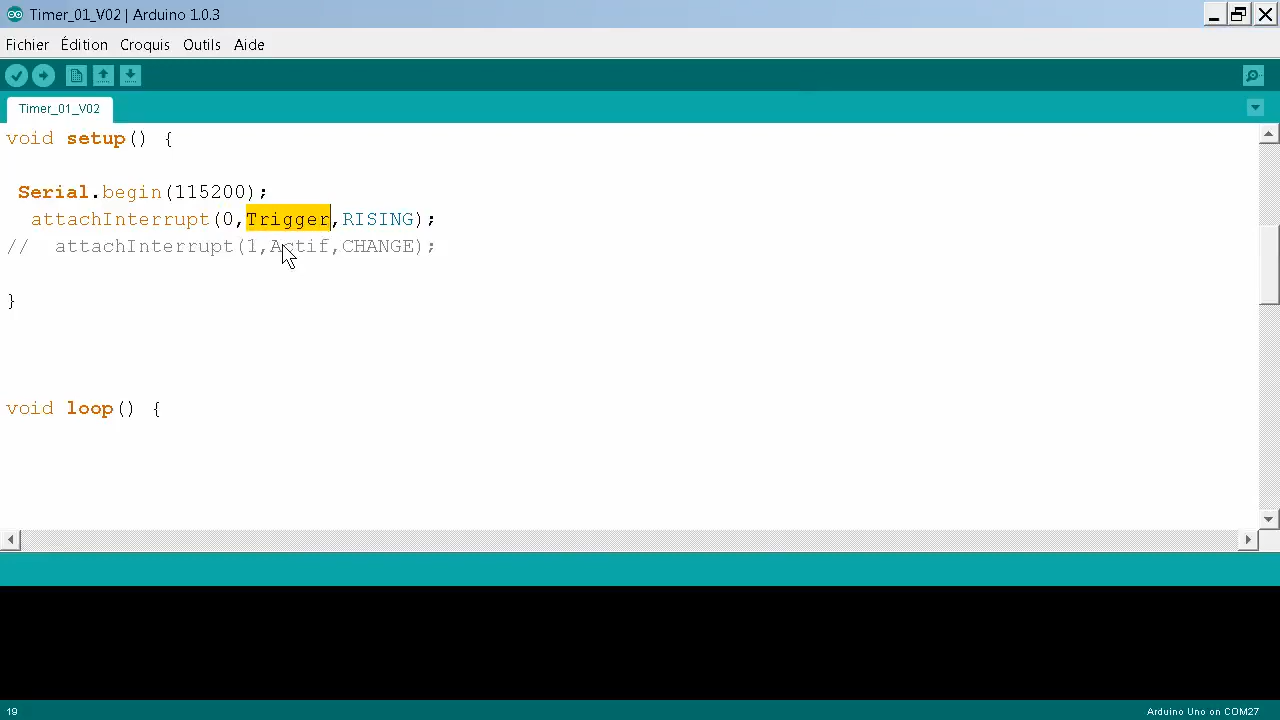 Timer_01_V02 | Arduino 1.0.3
Fichier Édition Croquis Outils Aide
Timer_01_V02
void setup() {
Serial.begin(115200);
attachInterrupt(0,Trigger,RISING);
// attachInterrupt(1,Actif,CHANGE);
}
void loop() {
19
Arduino Uno on COM27